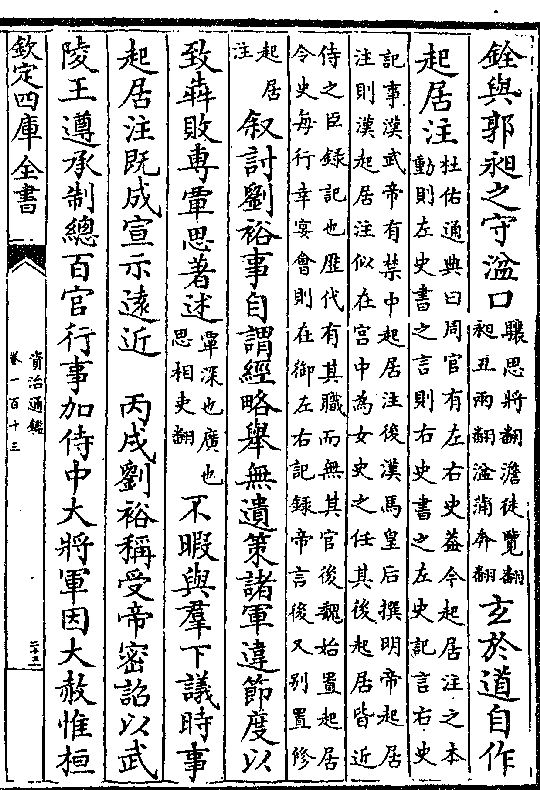 銓與郭昶之守湓口
驤思將翻澹徒覽翻
昶丑兩翻湓蒲奔翻
玄於道自作
起居注
杜佑通典曰周官有左右史蓋今起居注之本
動則左史書之言則右史書之左史記言右史
記事漢武帝有禁中起居注後漢馬皇后撰明帝起居
注則漢起居注似在宫中為女史之任其後起居皆近
侍之臣録記也歴代有其職而無其官後魏始置起居
令史每行幸宴會則在御左右記録帝言後又别置修
起居
注
叙討劉裕事自謂經略舉無遺策諸軍違節度以
致犇敗専覃思著述
覃深也廣也
思相吏翻
不暇與羣下議時事
起居注既成宣示遠近　丙戌劉裕稱受帝密詔以武
陵王遵承制總百官行事加侍中大將軍因大赦惟桓
欽定四庫全書
資治通鑑
卷一百十三